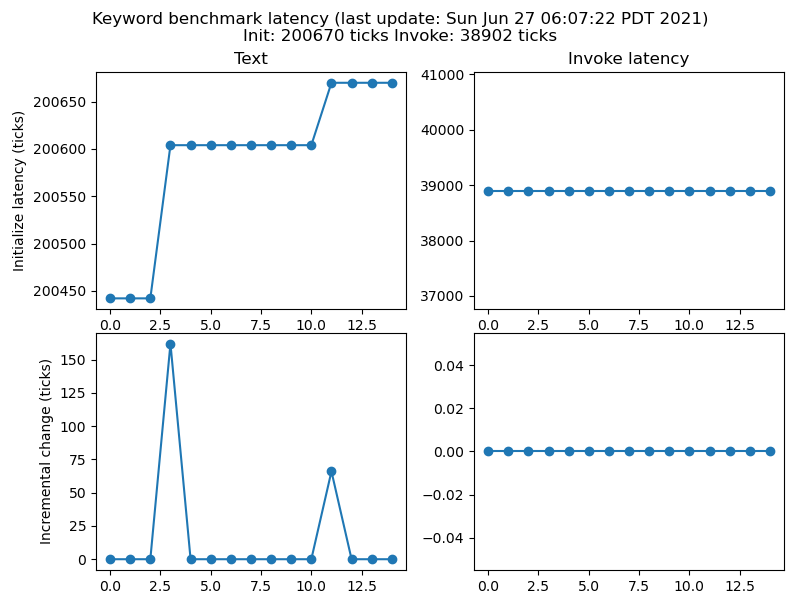 Keyword benchmark latency (last update: Sun Jun 27 06:07:22 PDT 2021)
Init: 200670 ticks Invoke: 38902 ticks
Text
Invoke latency
Initialize latency (ticks)
200650
200600
200550
200500
200450
0.0 2.5 5.0 7.5 10.0 12.5
41000
40000
39000
38000
37000
0.0 2.5 5.0 7.5 10.0 12.5
Incremental change (ticks)
150
125
100
75
50
25
0
0.0 2.5 5.0 7.5 10.0 12.5
0.04
0.02
0.00
−0.02
−0.04
0.0 2.5 5.0 7.5 10.0 12.5